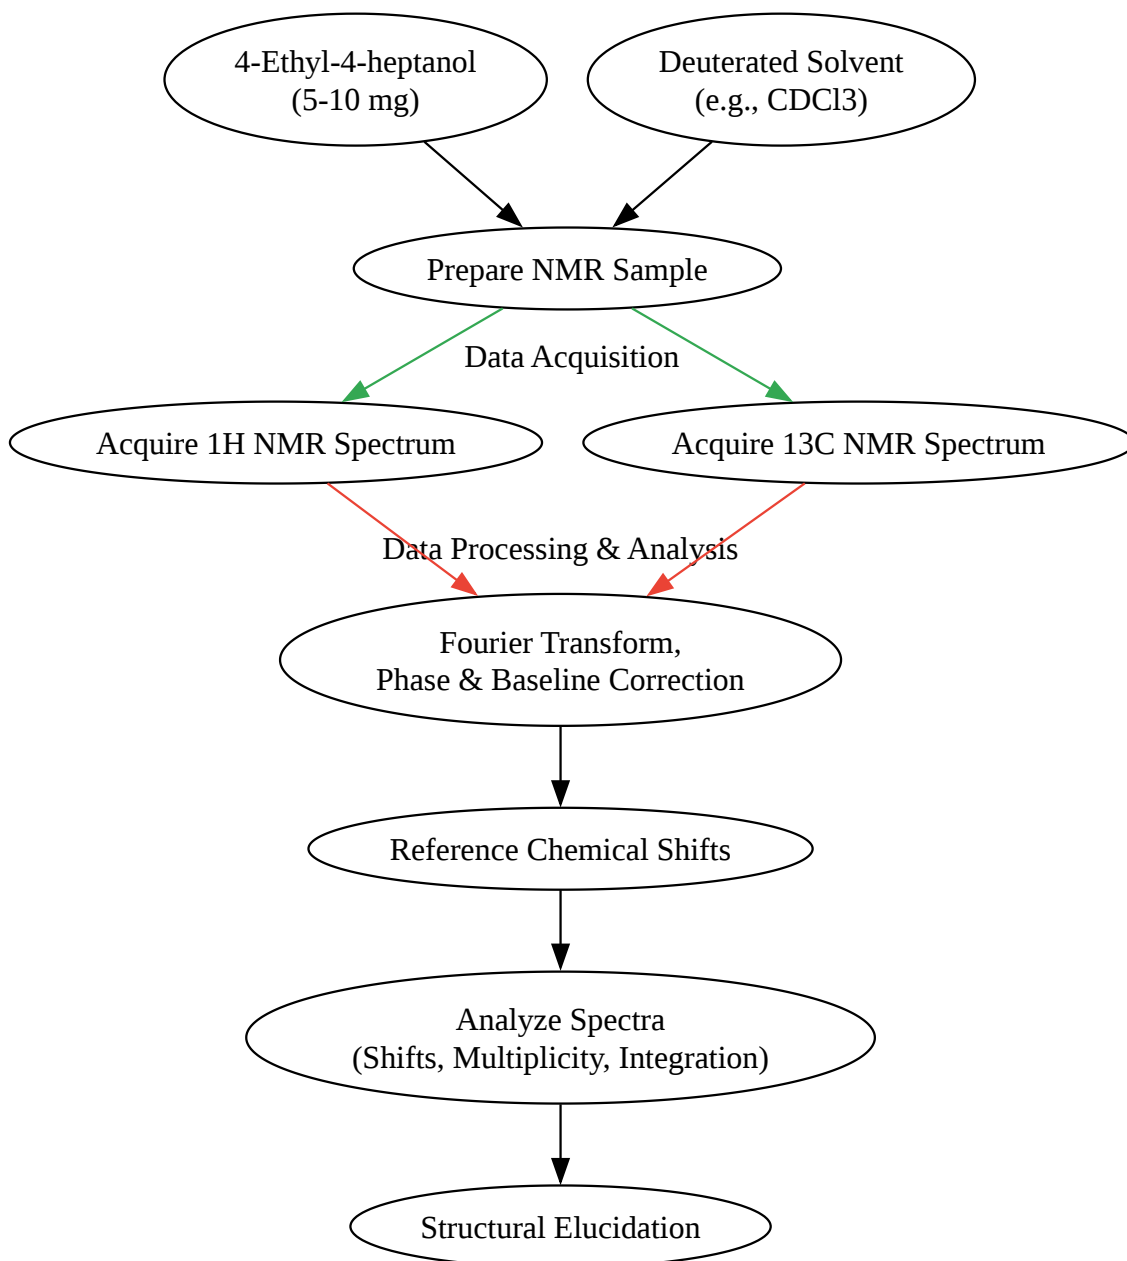 4-Ethyl-4-heptanol
(5-10 mg)
Deuterated Solvent
(e.g., CDCl3)
Prepare NMR Sample
Data Acquisition
Acquire 1H NMR Spectrum
Acquire 13C NMR Spectrum
Data Processing & Analysis
Fourier Transform,
Phase & Baseline Correction
Reference Chemical Shifts
Analyze Spectra
(Shifts, Multiplicity, Integration)
Structural Elucidation